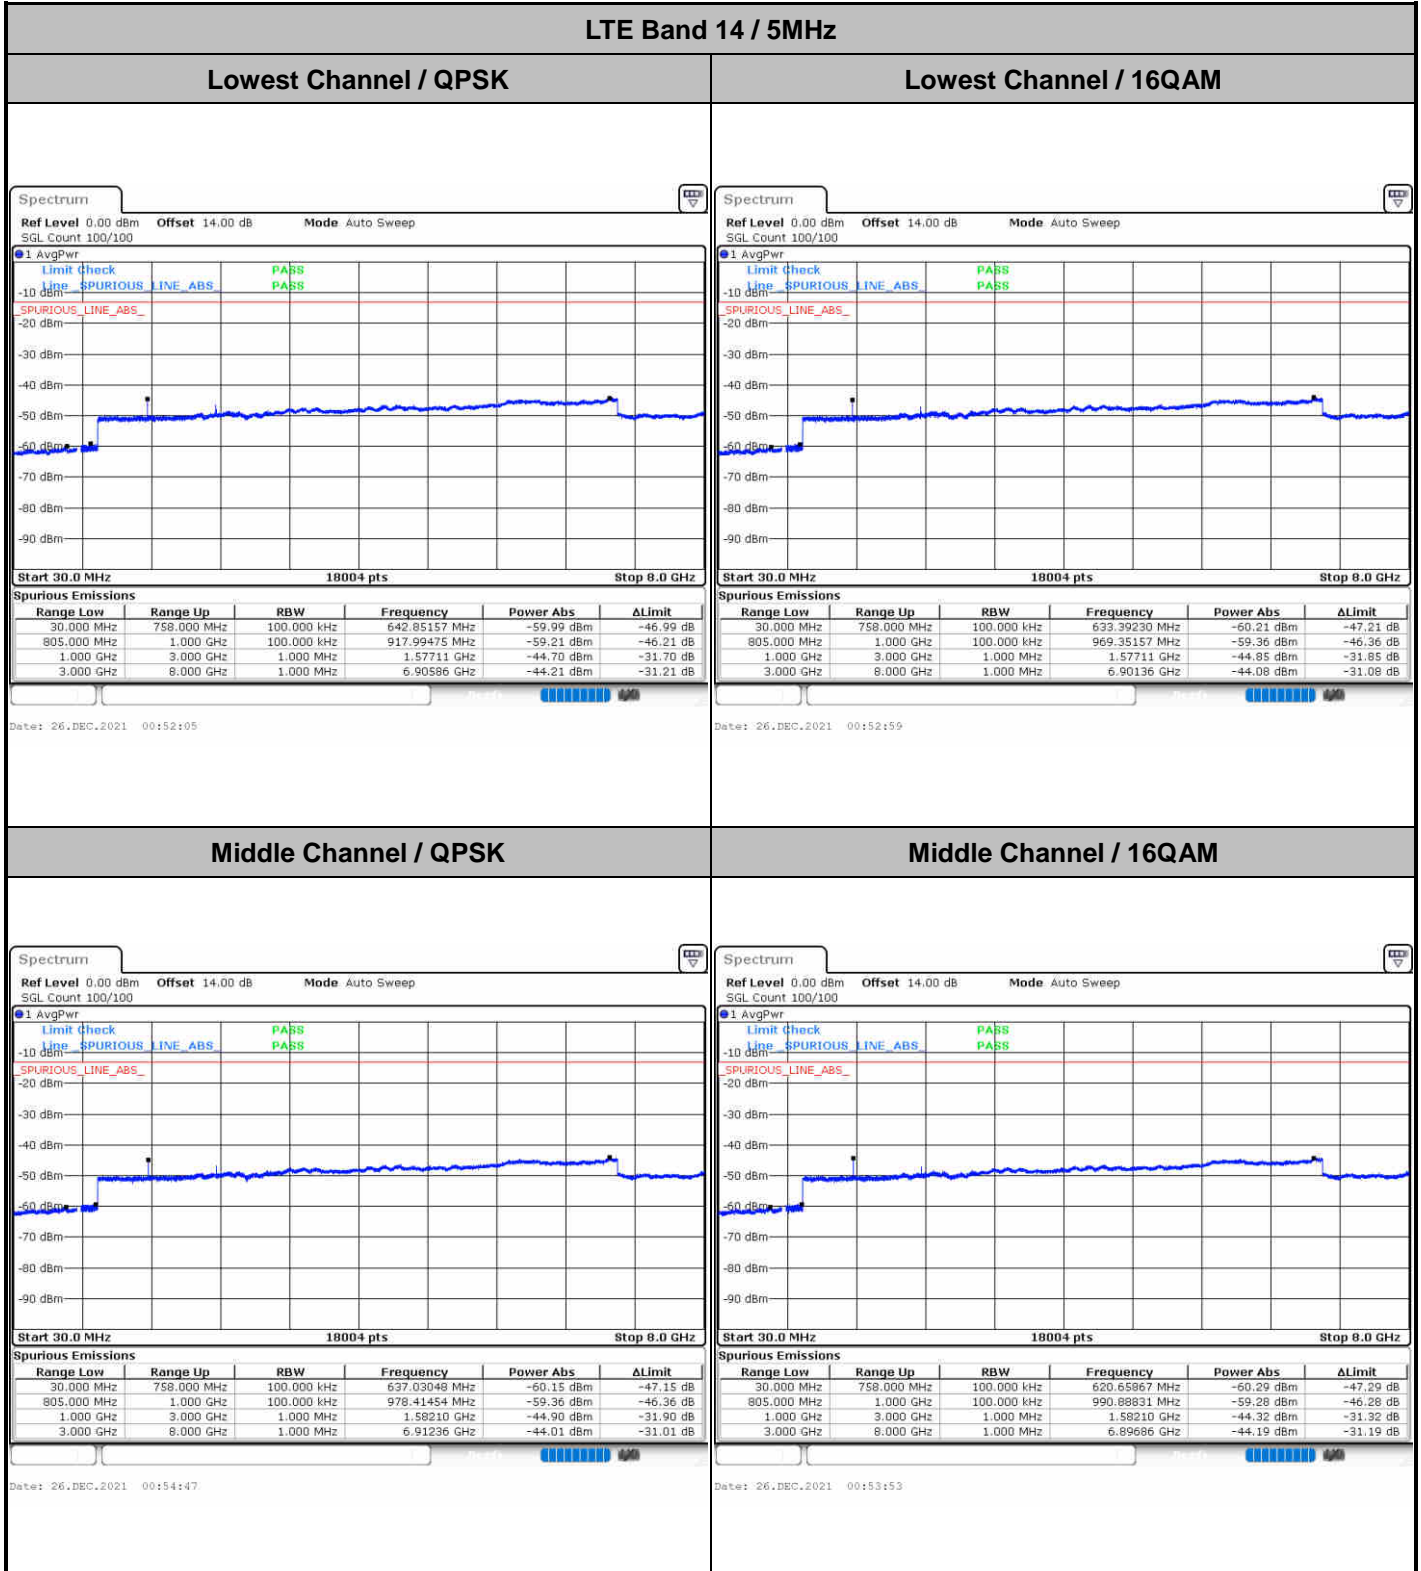 LTE Band 14 / 5MHz
Lowest Channel / QPSK
Lowest Channel / 16QAM
Spectrum
Ref Level 0.00 dBm Offset 14.00 dB Mode Auto Sweep
SGL Count 100/100
1 AvgPwr
Limit Check PASS
Line _SPURIOUS_LINE_ABS_ PASS
-10 dBm
_SPURIOUS_LINE_ABS_
-20 dBm
-30 dBm
-40 dBm
-50 dBm
-60 dBm
-70 dBm
-80 dBm
-90 dBm
Start 30.0 MHz 18004 pts Stop 8.0 GHz
Spurious Emissions
Range Low Range Up RBW Frequency Power Abs ΔLimit
30.000 MHz 758.000 MHz 100.000 kHz 642.85157 MHz -59.99 dBm -46.99 dB
805.000 MHz 1.000 GHz 100.000 kHz 917.99475 MHz -59.21 dBm -46.21 dB
1.000 GHz 3.000 GHz 1.000 MHz 1.57711 GHz -44.70 dBm -31.70 dB
3.000 GHz 8.000 GHz 1.000 MHz 6.90586 GHz -44.21 dBm -31.21 dB
Date: 26.DEC.2021 00:52:05
Spectrum
Ref Level 0.00 dBm Offset 14.00 dB Mode Auto Sweep
SGL Count 100/100
1 AvgPwr
Limit Check PASS
Line _SPURIOUS_LINE_ABS_ PASS
-10 dBm
_SPURIOUS_LINE_ABS_
-20 dBm
-30 dBm
-40 dBm
-50 dBm
-60 dBm
-70 dBm
-80 dBm
-90 dBm
Start 30.0 MHz 18004 pts Stop 8.0 GHz
Spurious Emissions
Range Low Range Up RBW Frequency Power Abs ΔLimit
30.000 MHz 758.000 MHz 100.000 kHz 633.39230 MHz -60.21 dBm -47.21 dB
805.000 MHz 1.000 GHz 100.000 kHz 969.35157 MHz -59.36 dBm -46.36 dB
1.000 GHz 3.000 GHz 1.000 MHz 1.57711 GHz -44.85 dBm -31.85 dB
3.000 GHz 8.000 GHz 1.000 MHz 6.90136 GHz -44.08 dBm -31.08 dB
Date: 26.DEC.2021 00:52:59
Middle Channel / QPSK
Middle Channel / 16QAM
Spectrum
Ref Level 0.00 dBm Offset 14.00 dB Mode Auto Sweep
SGL Count 100/100
1 AvgPwr
Limit Check PASS
Line _SPURIOUS_LINE_ABS_ PASS
-10 dBm
_SPURIOUS_LINE_ABS_
-20 dBm
-30 dBm
-40 dBm
-50 dBm
-60 dBm
-70 dBm
-80 dBm
-90 dBm
Start 30.0 MHz 18004 pts Stop 8.0 GHz
Spurious Emissions
Range Low Range Up RBW Frequency Power Abs ΔLimit
30.000 MHz 758.000 MHz 100.000 kHz 637.03048 MHz -60.15 dBm -47.15 dB
805.000 MHz 1.000 GHz 100.000 kHz 978.41454 MHz -59.36 dBm -46.36 dB
1.000 GHz 3.000 GHz 1.000 MHz 1.58210 GHz -44.90 dBm -31.90 dB
3.000 GHz 8.000 GHz 1.000 MHz 6.91236 GHz -44.01 dBm -31.01 dB
Date: 26.DEC.2021 00:54:47
Spectrum
Ref Level 0.00 dBm Offset 14.00 dB Mode Auto Sweep
SGL Count 100/100
1 AvgPwr
Limit Check PASS
Line _SPURIOUS_LINE_ABS_ PASS
-10 dBm
_SPURIOUS_LINE_ABS_
-20 dBm
-30 dBm
-40 dBm
-50 dBm
-60 dBm
-70 dBm
-80 dBm
-90 dBm
Start 30.0 MHz 18004 pts Stop 8.0 GHz
Spurious Emissions
Range Low Range Up RBW Frequency Power Abs ΔLimit
30.000 MHz 758.000 MHz 100.000 kHz 620.65867 MHz -60.29 dBm -47.29 dB
805.000 MHz 1.000 GHz 100.000 kHz 990.88831 MHz -59.28 dBm -46.28 dB
1.000 GHz 3.000 GHz 1.000 MHz 1.58210 GHz -44.32 dBm -31.32 dB
3.000 GHz 8.000 GHz 1.000 MHz 6.89686 GHz -44.19 dBm -31.19 dB
Date: 26.DEC.2021 00:53:53